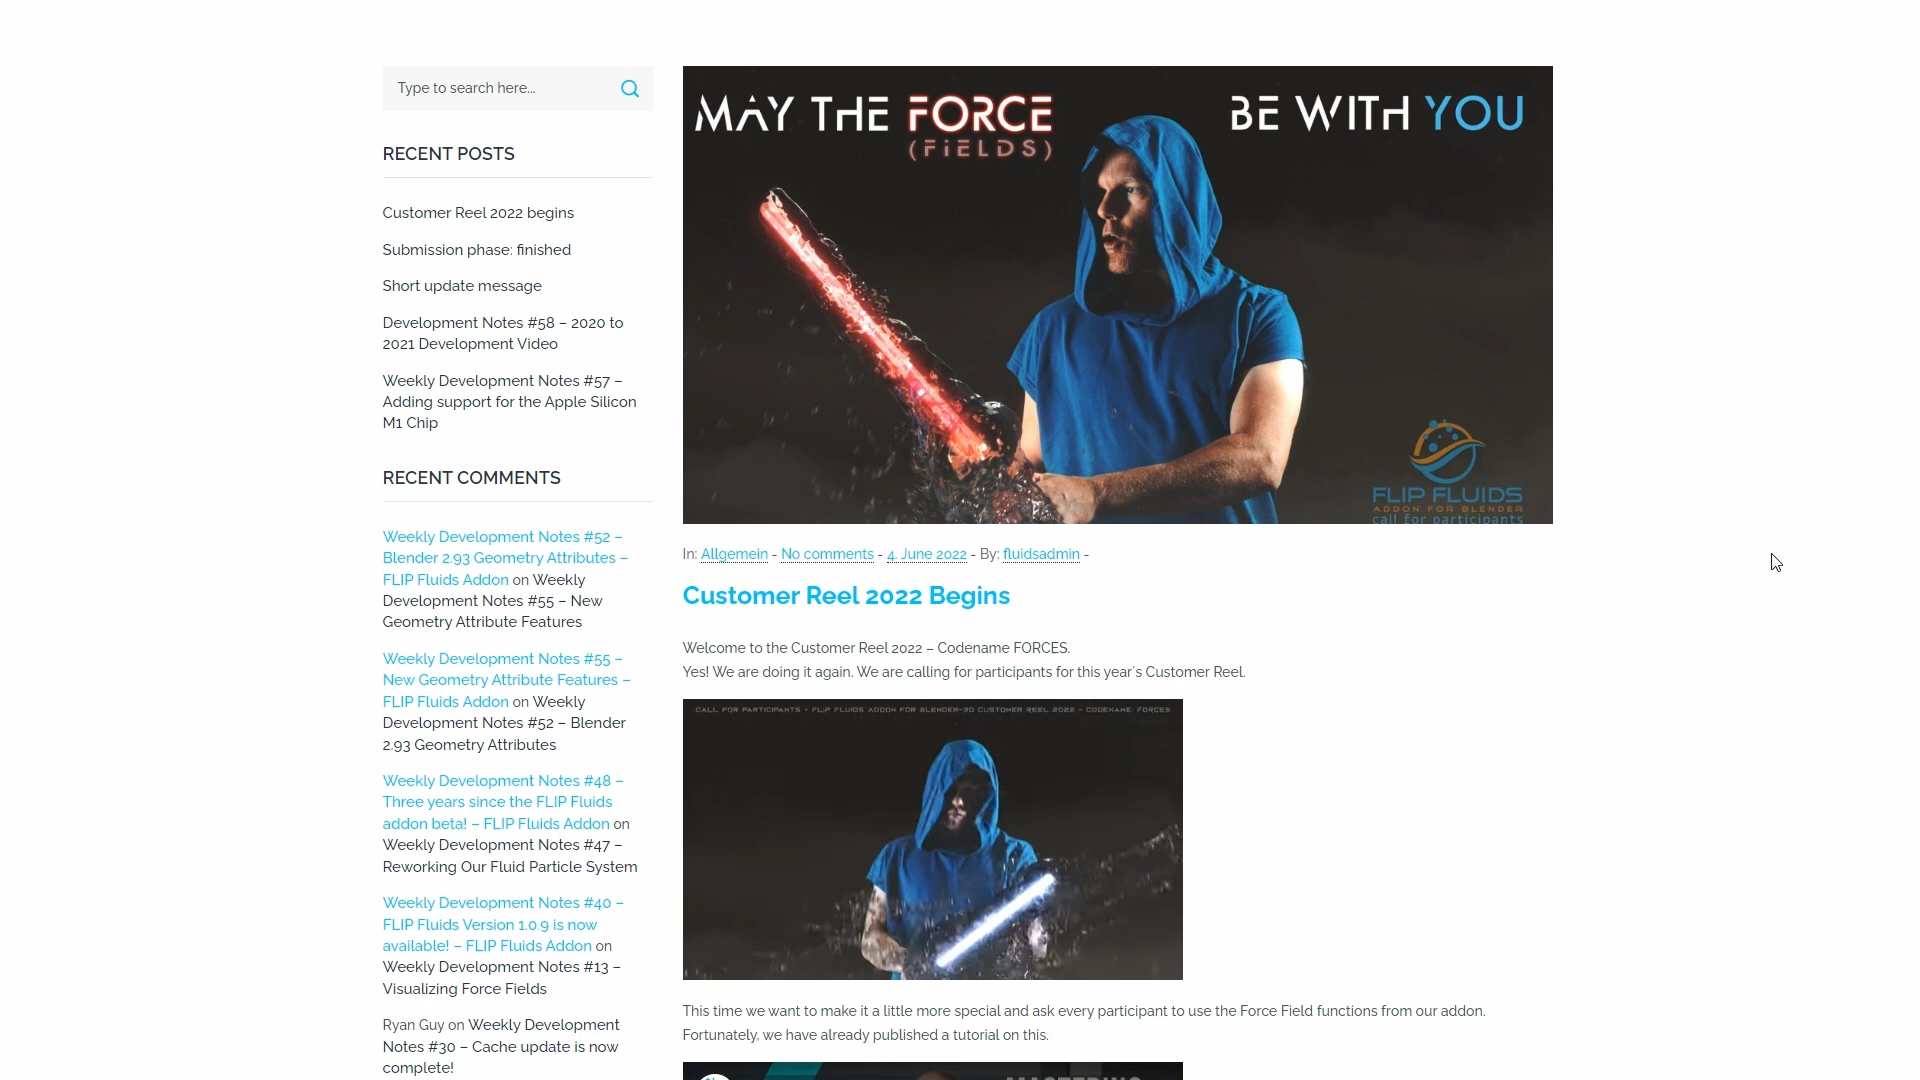 Type to search here...
RECENT POSTS
Customer Reel 2022 begins
Submission phase: finished
Short update message
Development Notes #58 – 2020 to
2021 Development Video
Weekly Development Notes #57 –
Adding support for the Apple Silicon
M1 Chip
RECENT COMMENTS
Weekly Development Notes #52 –
Blender 2.93 Geometry Attributes –
FLIP Fluids Addon on Weekly
Development Notes #55 – New
Geometry Attribute Features
Weekly Development Notes #55 –
New Geometry Attribute Features –
FLIP Fluids Addon on Weekly
Development Notes #52 – Blender
2.93 Geometry Attributes
Weekly Development Notes #48 –
Three years since the FLIP Fluids
addon beta! – FLIP Fluids Addon on
Weekly Development Notes #47 –
Reworking Our Fluid Particle System
Weekly Development Notes #40 –
FLIP Fluids Version 1.0.9 is now
available! – FLIP Fluids Addon on
Weekly Development Notes #13 –
Visualizing Force Fields
Ryan Guy on Weekly Development
Notes #30 – Cache update is now
complete!
MAY THE FORCE BE WITH YOU
(FiELDS)
FLIP FLUIDS
ADDON FOR BLENDER
call for participants
In: Allgemein - No comments - 4. June 2022 - By: fluidsadmin -
Customer Reel 2022 Begins
Welcome to the Customer Reel 2022 – Codename FORCES.
Yes! We are doing it again. We are calling for participants for this year´s Customer Reel.
CALL FOR PARTICIPANTS - FLIP FLUIDS ADDON FOR BLENDER-3D CUSTOMER REEL 2022 - CODENAME: FORCES
This time we want to make it a little more special and ask every participant to use the Force Field functions from our addon.
Fortunately, we have already published a tutorial on this.
MASTERING